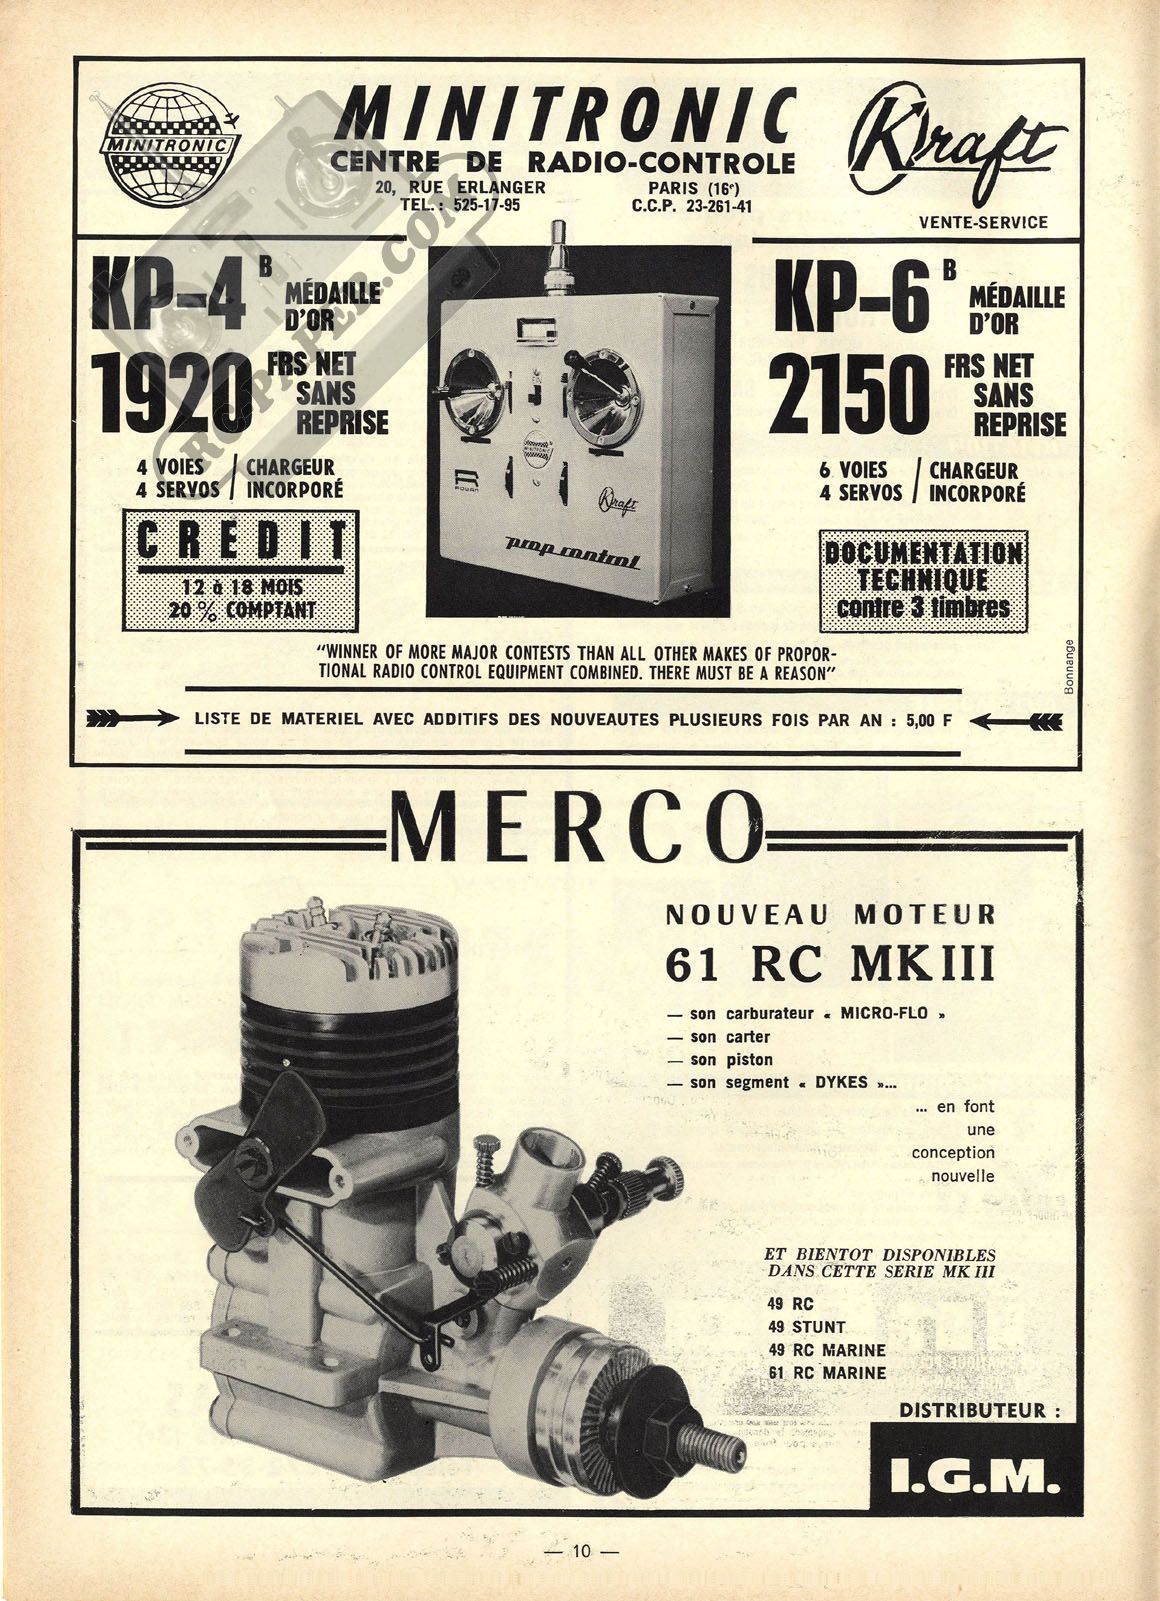 MINITRONIC
MINITRONIC
CENTRE DE RADIO-CONTROLE
20, RUE ERLANGER PARIS (16e)
TEL. : 525-17-95 C.C.P. 23-261-41
Kraft
VENTE-SERVICE
RC-PAPER.COM
KP-4 B MÉDAILLE
D'OR
1920 FRS NET
SANS
REPRISE
4 VOIES / CHARGEUR
4 SERVOS / INCORPORÉ
CREDIT
12 à 18 MOIS
20 % COMPTANT
MINITRONIC
ROWAN
Kraft
prop control
KP-6 B MÉDAILLE
D'OR
2150 FRS NET
SANS
REPRISE
6 VOIES / CHARGEUR
4 SERVOS / INCORPORÉ
DOCUMENTATION
TECHNIQUE
contre 3 timbres
"WINNER OF MORE MAJOR CONTESTS THAN ALL OTHER MAKES OF PROPOR-
TIONAL RADIO CONTROL EQUIPMENT COMBINED. THERE MUST BE A REASON"
Bonnange
LISTE DE MATERIEL AVEC ADDITIFS DES NOUVEAUTES PLUSIEURS FOIS PAR AN : 5,00 F
MERCO
NOUVEAU MOTEUR
61 RC MK III
— son carburateur « MICRO-FLO »
— son carter
— son piston
— son segment « DYKES »...
... en font
une
conception
nouvelle
ET BIENTOT DISPONIBLES
DANS CETTE SERIE MK III
49 RC
49 STUNT
49 RC MARINE
61 RC MARINE
DISTRIBUTEUR :
I.G.M.
— 10 —